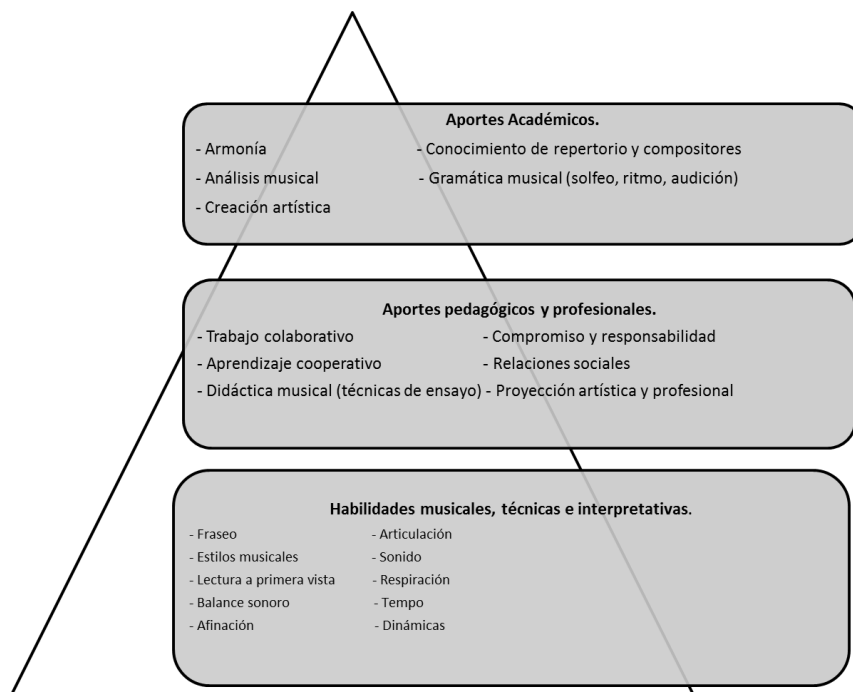 Aportes Académicos.
- Armonía - Conocimiento de repertorio y compositores
- Análisis musical - Gramática musical (solfeo, ritmo, audición)
- Creación artística
Aportes pedagógicos y profesionales.
- Trabajo colaborativo - Compromiso y responsabilidad
- Aprendizaje cooperativo - Relaciones sociales
- Didáctica musical (técnicas de ensayo) - Proyección artística y profesional
Habilidades musicales, técnicas e interpretativas.
- Fraseo - Articulación
- Estilos musicales - Sonido
- Lectura a primera vista - Respiración
- Balance sonoro - Tempo
- Afinación - Dinámicas